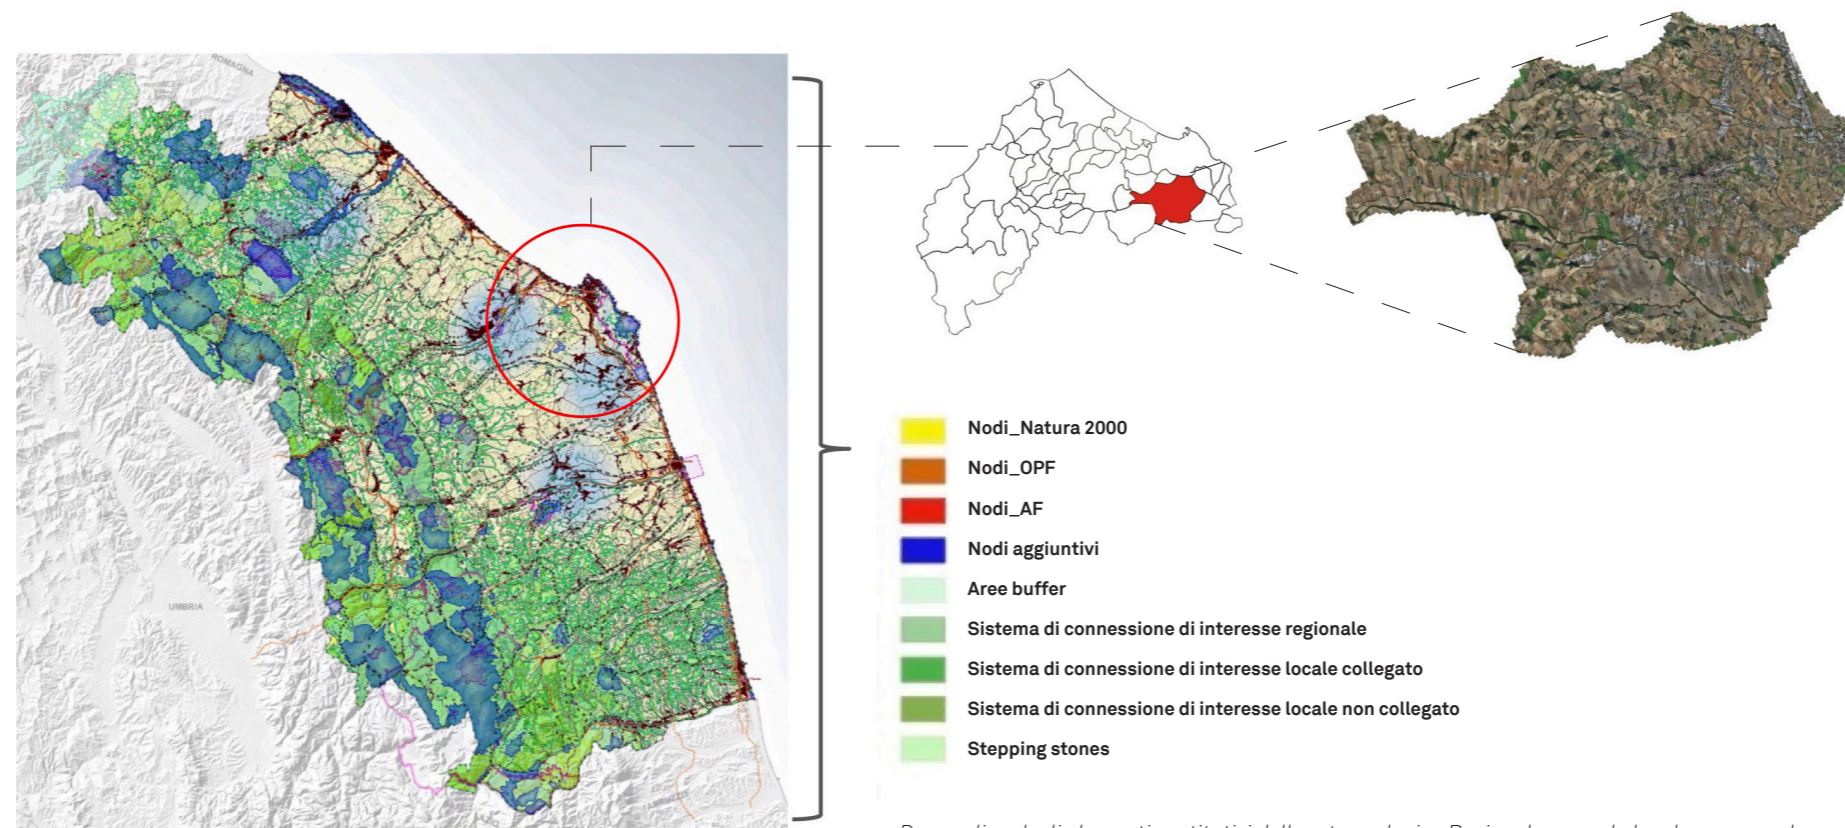 ROMAGNA
UMBRIA
ABRUZZO
Nodi_Natura 2000
Nodi_OPF
Nodi_AF
Nodi aggiuntivi
Aree buffer
Sistema di connessione di interesse regionale
Sistema di connessione di interesse locale collegato
Sistema di connessione di interesse locale non collegato
Stepping stones